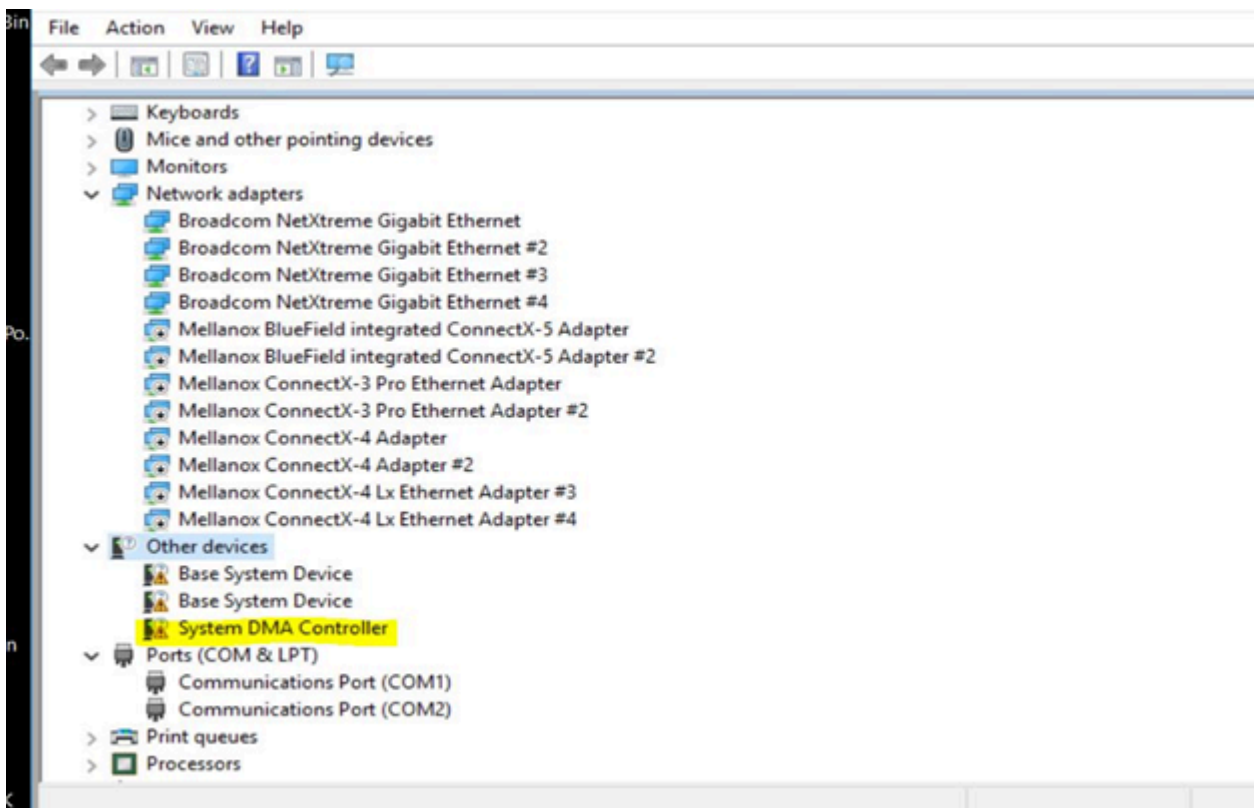 3in
File Action View Help
Keyboards
Mice and other pointing devices
Monitors
Network adapters
Broadcom NetXtreme Gigabit Ethernet
Broadcom NetXtreme Gigabit Ethernet #2
Broadcom NetXtreme Gigabit Ethernet #3
Broadcom NetXtreme Gigabit Ethernet #4
Mellanox BlueField integrated ConnectX-5 Adapter
Po.
Mellanox BlueField integrated ConnectX-5 Adapter #2
Mellanox ConnectX-3 Pro Ethernet Adapter
Mellanox ConnectX-3 Pro Ethernet Adapter #2
Mellanox ConnectX-4 Adapter
Mellanox ConnectX-4 Adapter #2
Mellanox ConnectX-4 Lx Ethernet Adapter #3
Mellanox ConnectX-4 Lx Ethernet Adapter #4
Other devices
Base System Device
Base System Device
System DMA Controller
n
Ports (COM & LPT)
Communications Port (COM1)
Communications Port (COM2)
Print queues
Processors